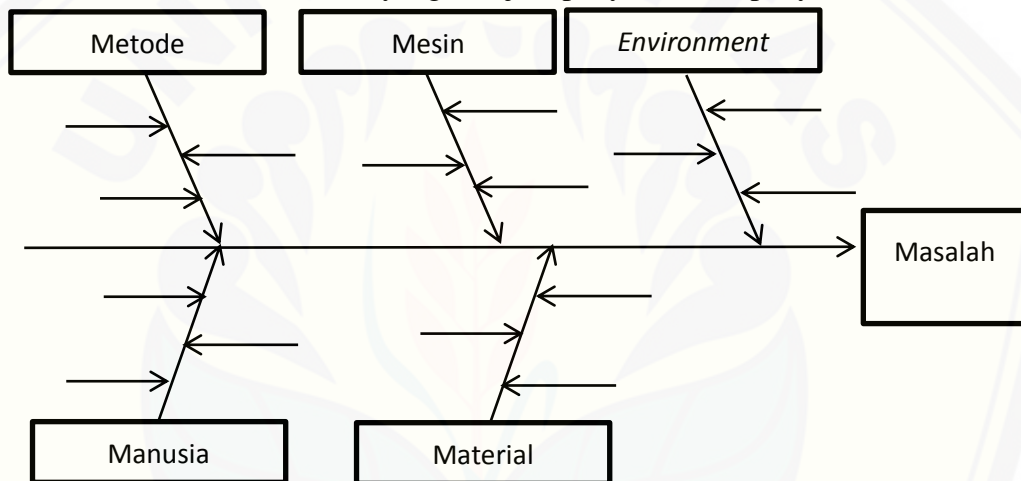 Metode
Mesin
Environment
Masalah
Manusia
Material